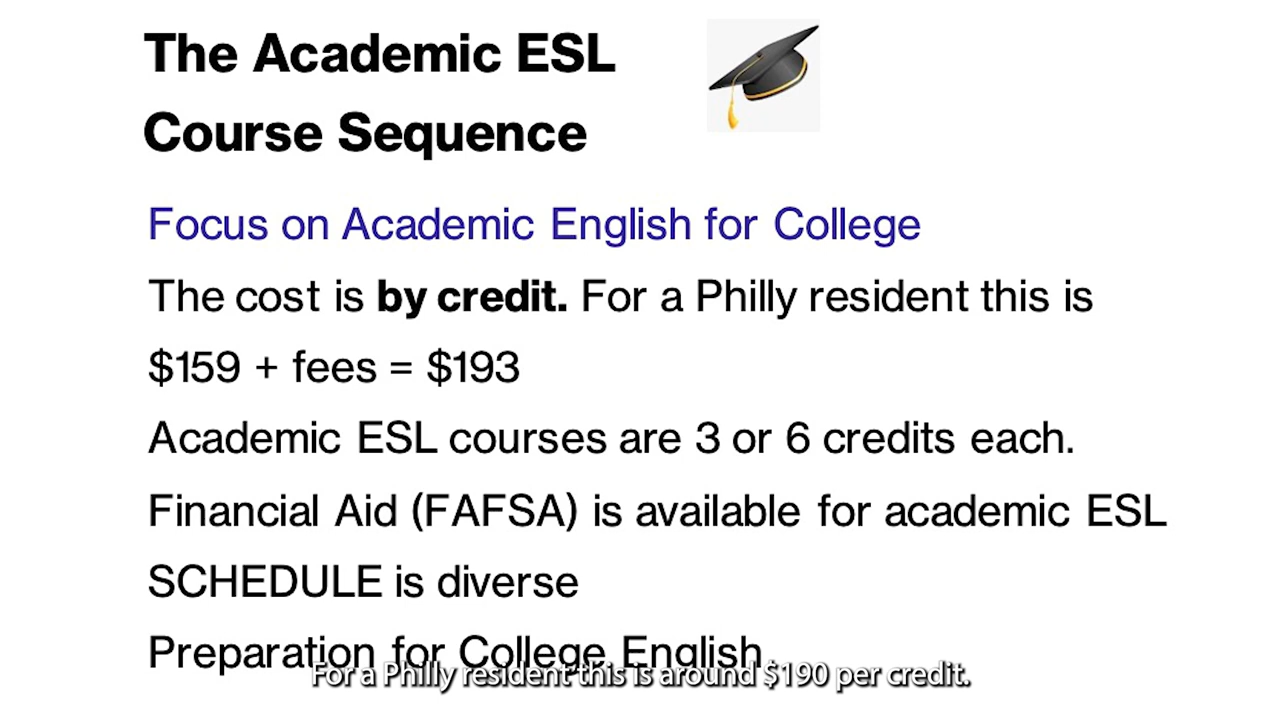 The Academic ESL
Course Sequence
Focus on Academic English for College
The cost is by credit. For a Philly resident this is
$159 + fees = $193
Academic ESL courses are 3 or 6 credits each.
Financial Aid (FAFSA) is available for academic ESL
SCHEDULE is diverse
Preparation for College English
For a Philly resident this is around $190 per credit.